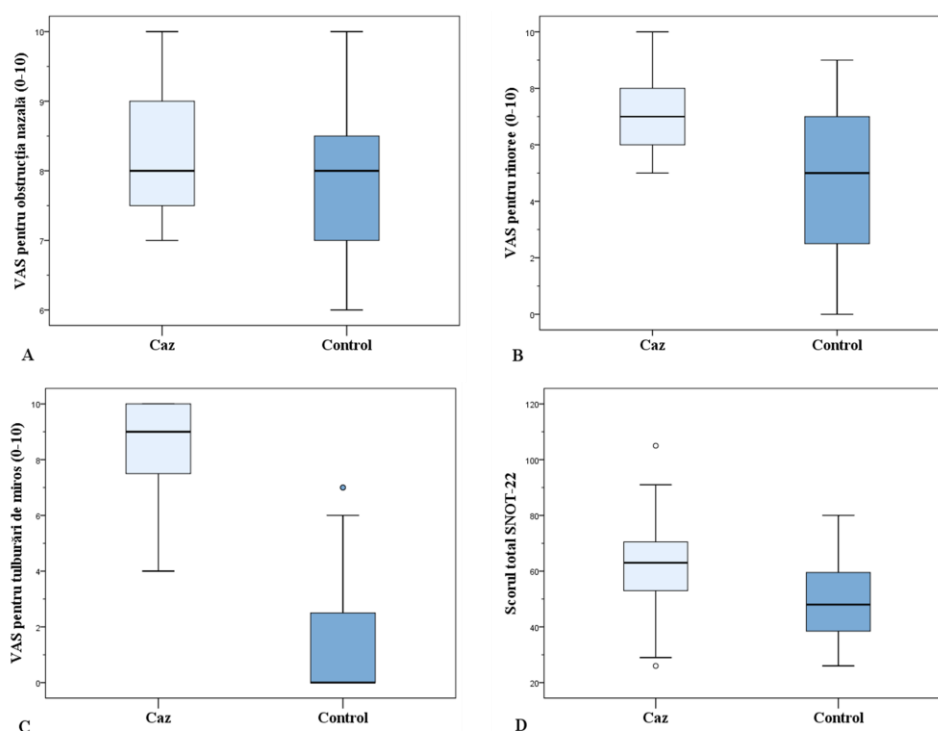 VAS pentru obstrucția nazală (0-10)
10
9
8
7
6
Caz
Control
A
VAS pentru rinoree (0-10)
10
8
6
4
2
0
Caz
Control
B
VAS pentru tulburări de miros (0-10)
10
8
6
4
2
0
Caz
Control
C
Scorul total SNOT-22
120
100
80
60
40
20
Caz
Control
D